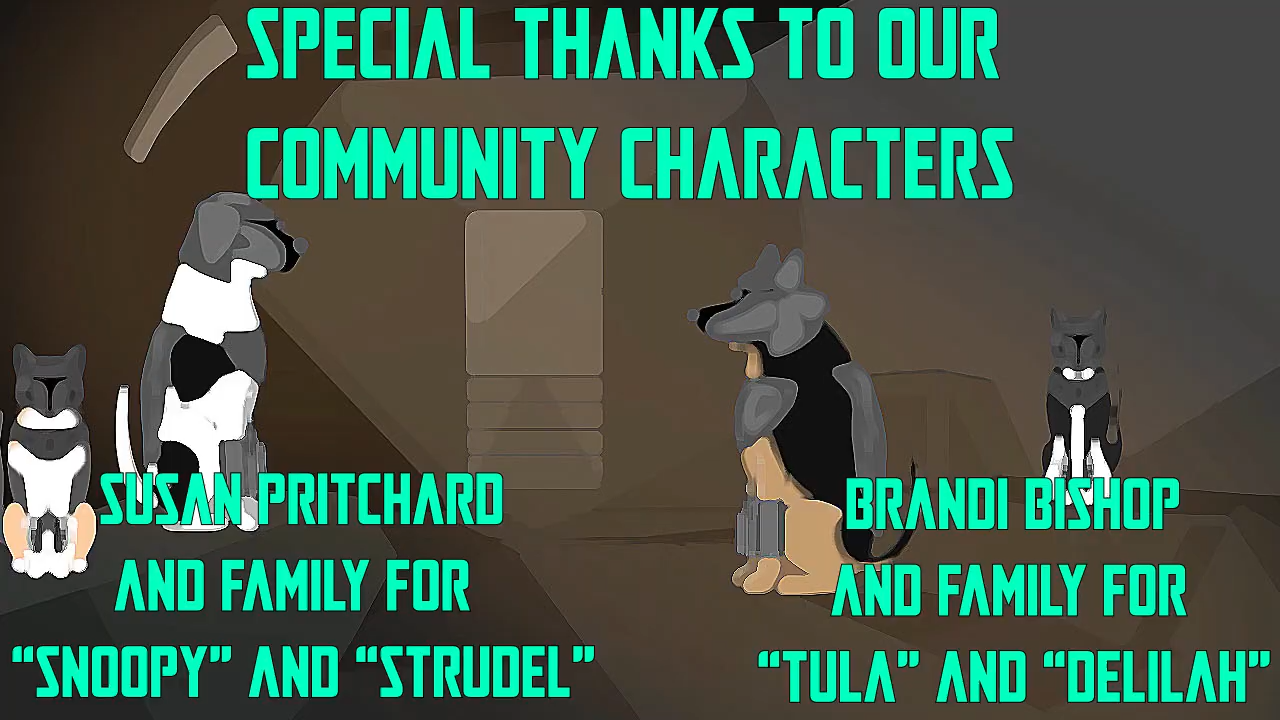 SPECIAL THANKS TO OUR
COMMUNITY CHARACTERS
SUSAN PRITCHARD
AND FAMILY FOR
“SNOOPY” AND “STRUDEL”
BRANDI BISHOP
AND FAMILY FOR
“TULA” AND “DELILAH”